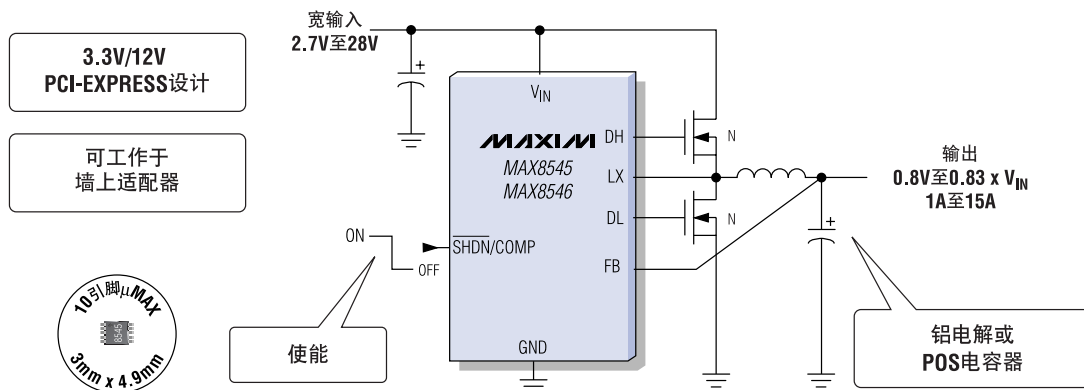 宽输入
2.7V至28V
3.3V/12V
PCI-EXPRESS设计
可工作于
墙上适配器
VIN
MAXIM
MAX8545
MAX8546
DH
LX
DL
FB
N
N
+
+
输出
0.8V至0.83 x VIN
1A至15A
ON
OFF
SHDN/COMP
GND
使能
10引脚μMAX
8545
3mm x 4.9mm
铝电解或
POS电容器